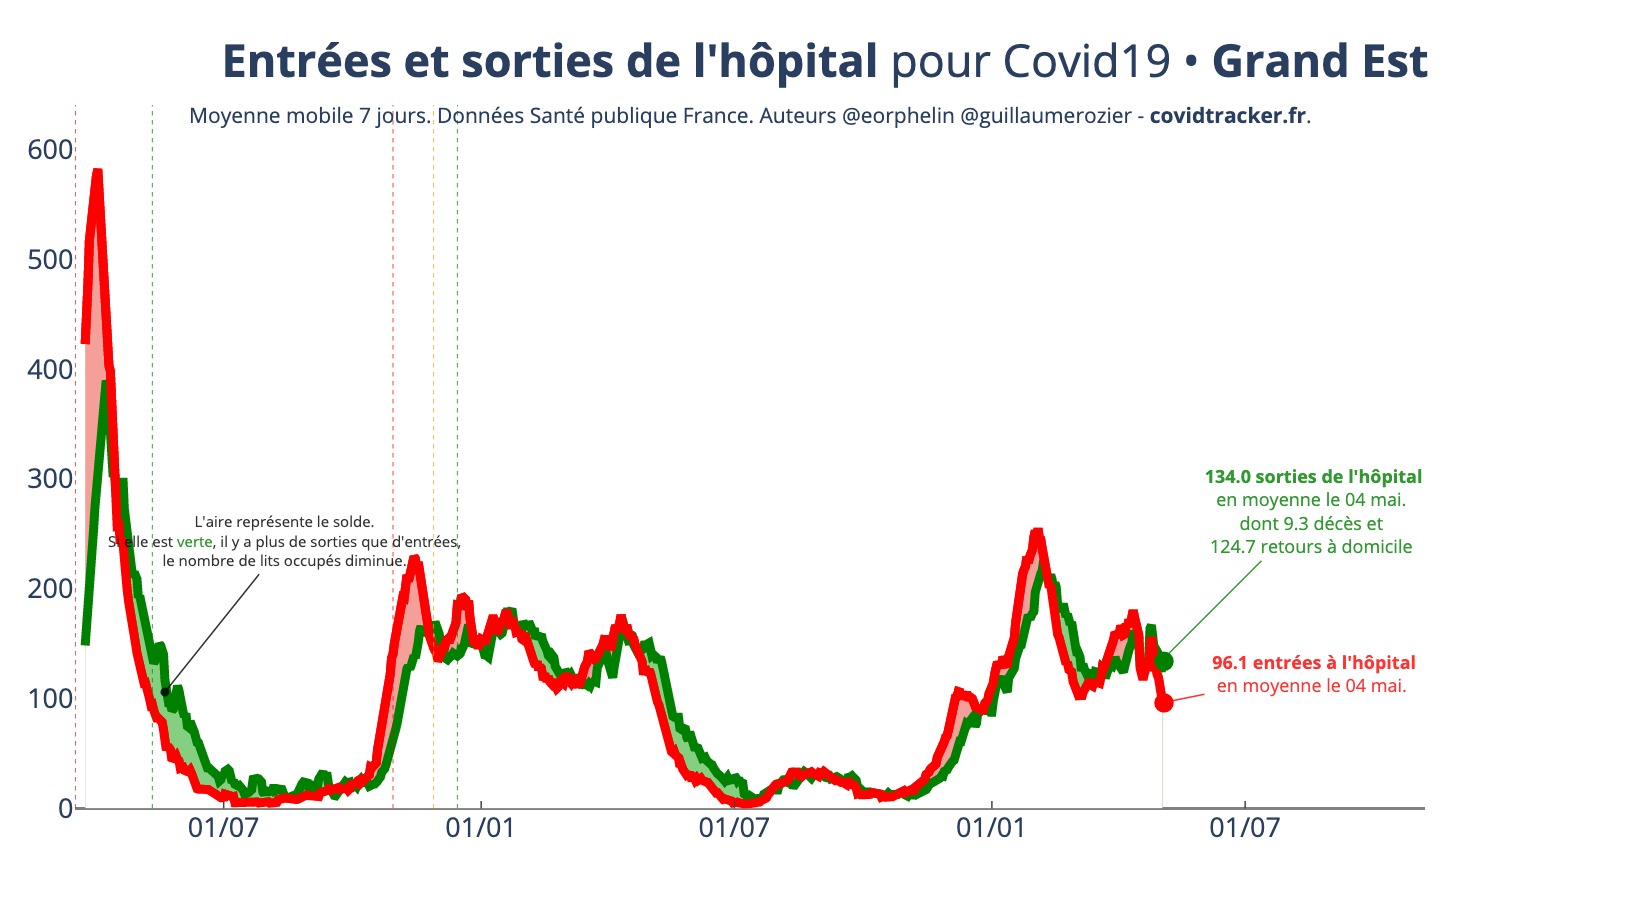 Entrées et sorties de l'hôpital pour Covid19 • Grand Est
Moyenne mobile 7 jours. Données Santé publique France. Auteurs @eorphelin @guillaumerozier - covidtracker.fr.
600
500
400
300
200
100
0
L'aire représente le solde.
Si elle est verte, il y a plus de sorties que d'entrées,
le nombre de lits occupés diminue.
134.0 sorties de l'hôpital
en moyenne le 04 mai.
dont 9.3 décès et
124.7 retours à domicile
96.1 entrées à l'hôpital
en moyenne le 04 mai.
01/07
01/01
01/07
01/01
01/07